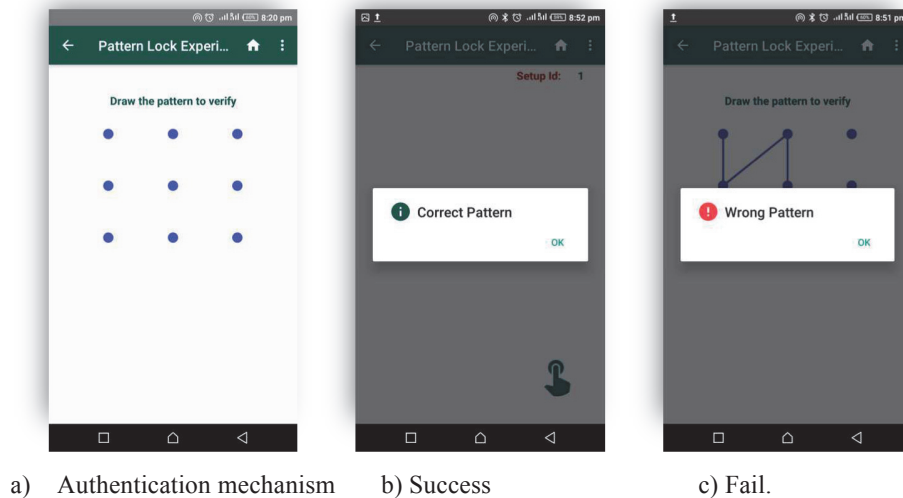 8:20 pm
Pattern Lock Experi...
Draw the pattern to verify
8:52 pm
Pattern Lock Experi...
Setup Id: 1
Correct Pattern
OK
8:51 pm
Pattern Lock Experi...
Draw the pattern to verify
Wrong Pattern
OK
a) Authentication mechanism b) Success c) Fail.